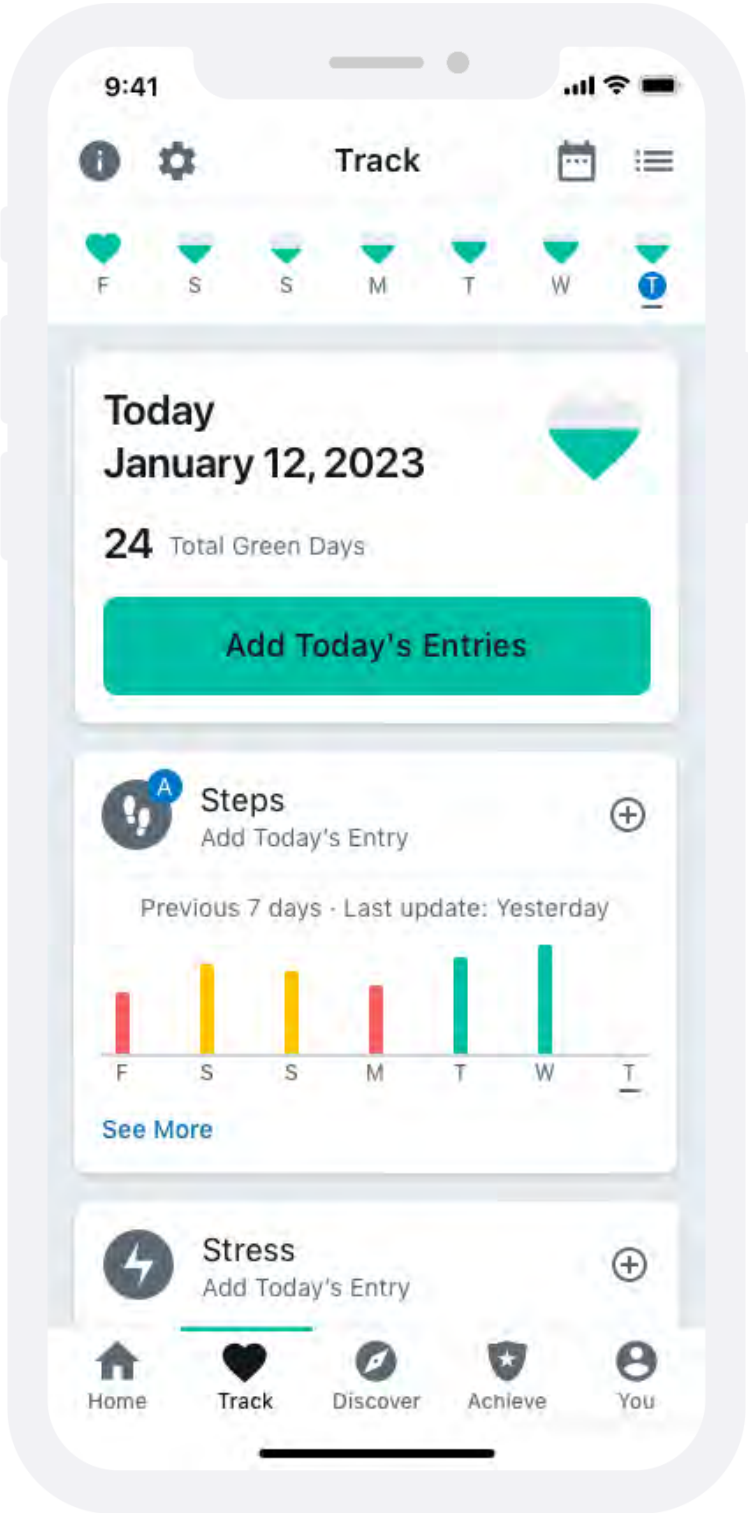 9:41
Track
F S S M T W T
Today
January 12, 2023
24 Total Green Days
Add Today's Entries
A
Steps
Add Today's Entry
Previous 7 days · Last update: Yesterday
F S S M T W T
See More
Stress
Add Today's Entry
Home Track Discover Achieve You